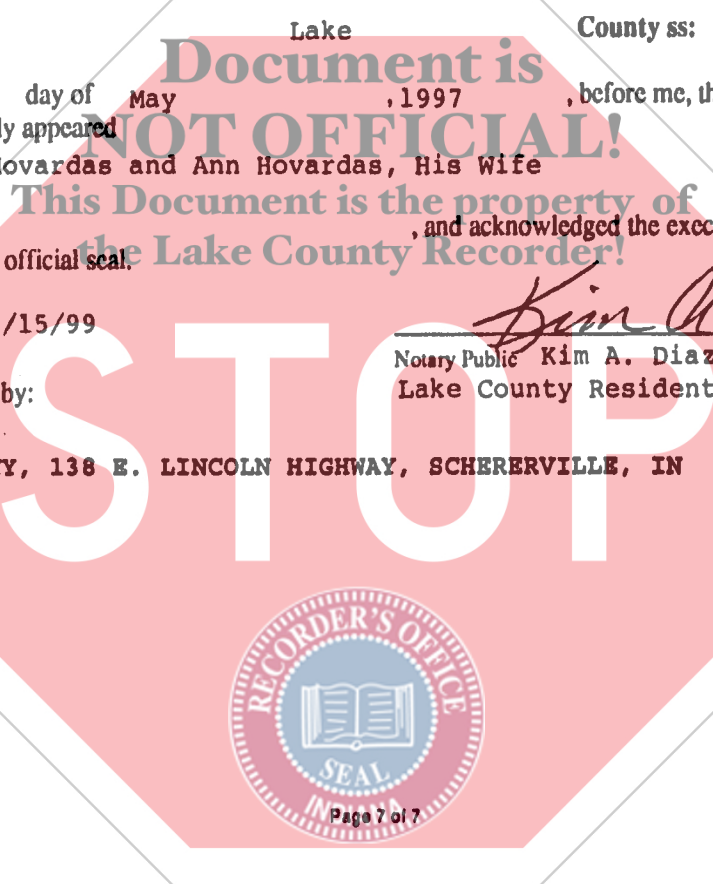 Lake County ss:
Document is
day of May , 1997 , before me, th
ly appeared
NOT OFFICIAL!
ovardas and Ann Hovardas, His Wife
This Document is the property of
, and acknowledged the exec
the Lake County Recorder!
official seal.
/15/99
Kim
Notary Public Kim A. Diaz
by:
Lake County Resident
STOP
Y, 138 E. LINCOLN HIGHWAY, SCHERERVILLE, IN
RECORDER'S OFFICE
SEAL
INDIANA
Page 7 of 7